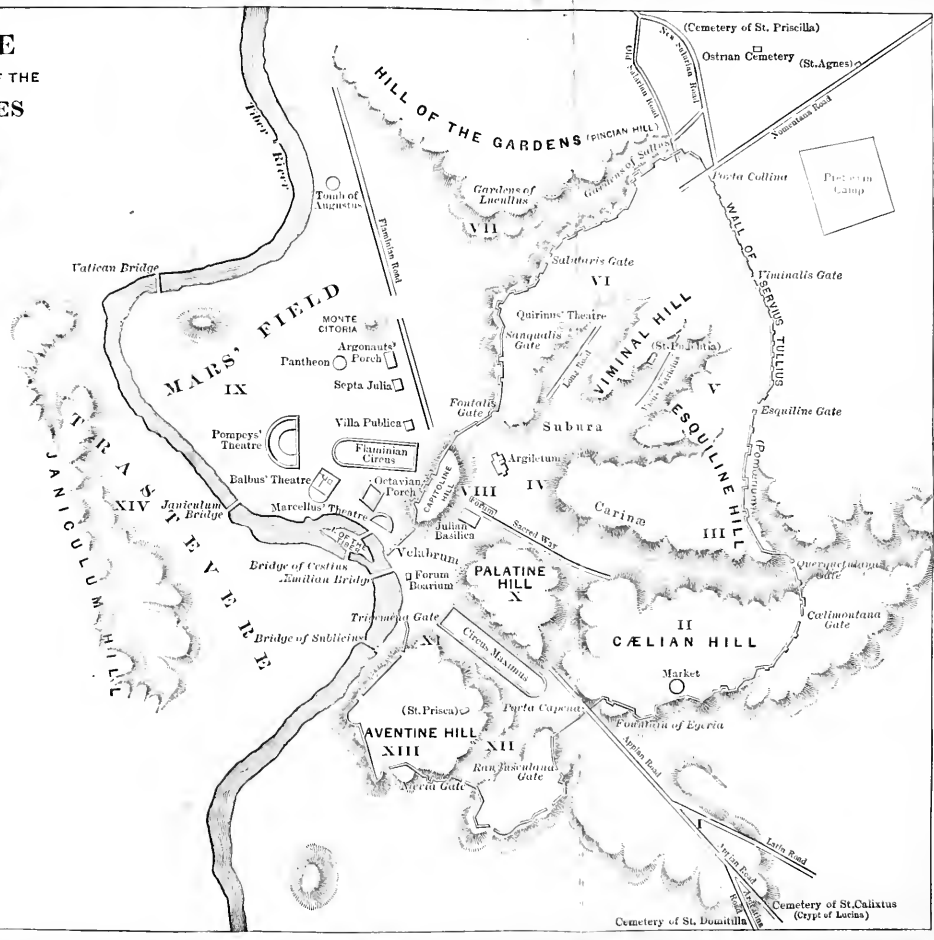 E
F THE
ES
(Cemetery of St. Priscilla)
Ostrian Cemetery
(St.Agnes)
New Salarian Road
Old Salarian Road
Nomentana Road
HILL OF THE GARDENS (PINCIAN HILL)
Tiber River
Gardens of Sallus
Porta Collina
Camp
Tomb of
Augustus
Gardens of
Lucullus
VII
Flaminian Road
WALL OF SERVIUS TULLIUS
Vatican Bridge
Salutaris Gate
Viminalis Gate
VI
MARS' FIELD
IX
MONTE
CITORIA
Quirinus' Theatre
Sanqualis
Gate
Long Road
VIMINAL HILL
Argonauts'
Porch
Pantheon
Septa Julia
V
Fontalis
Gate
Esquiline Gate
Villa Publica
Subura
Pompeys'
Theatre
Flaminian
Circus
ESQUILINE HILL
Balbus' Theatre
Argiletum
CAPITOLINE
HILL
Octavian
Porch
VIII
IV
TRASTEVERE
XIV
JANICULUM HILL
Janiculum
Bridge
Marcellus' Theatre
Forum
Sacred Way
Carinæ
III
Julian
Basilica
OF THE
TIBER
Velabrum
Bridge of Cestius
Æmilian Bridge
Forum
Boarium
PALATINE
HILL
X
Querquetulana
Gate
II
CÆLIAN HILL
Cœlimontana
Gate
Trigemena Gate
Bridge of Sublicius
X
Circus Maximus
Market
(St.Prisca)
Porta Capena
Fountain of Egeria
AVENTINE HILL
XIII
XII
Gate
Nævia Gate
Appian Road
I
Latin Road
Appian Road
Road
Cemetery of St.Calixtus
(Crypt of Lucina)
Cemetery of St. Domitilla